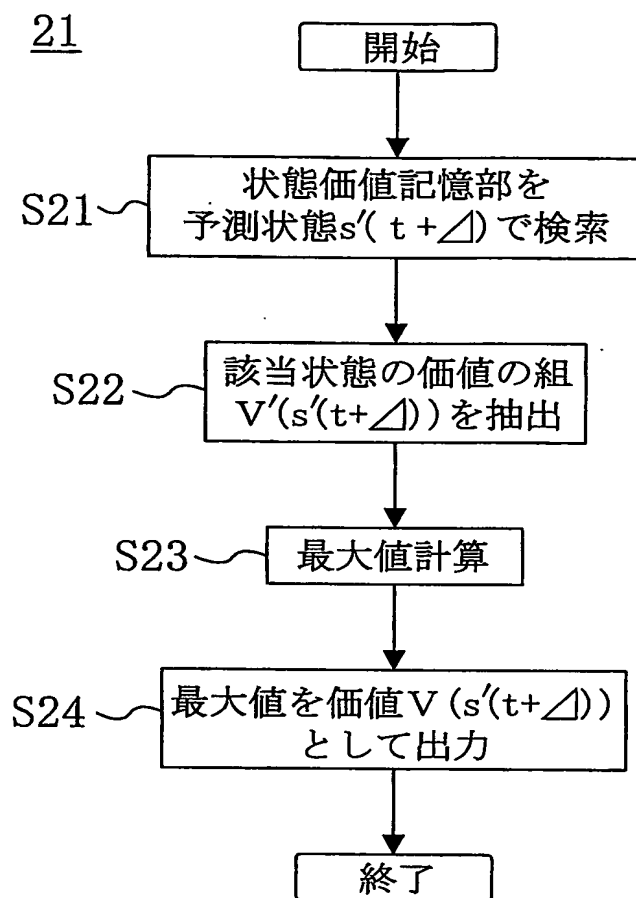 21
開始
S21
状態価値記憶部を
予測状態s′(t+⊿)で検索
S22
該当状態の価値の組
V′(s′(t+⊿))を抽出
S23
最大値計算
S24
最大値を価値V(s′(t+⊿))
として出力
終了